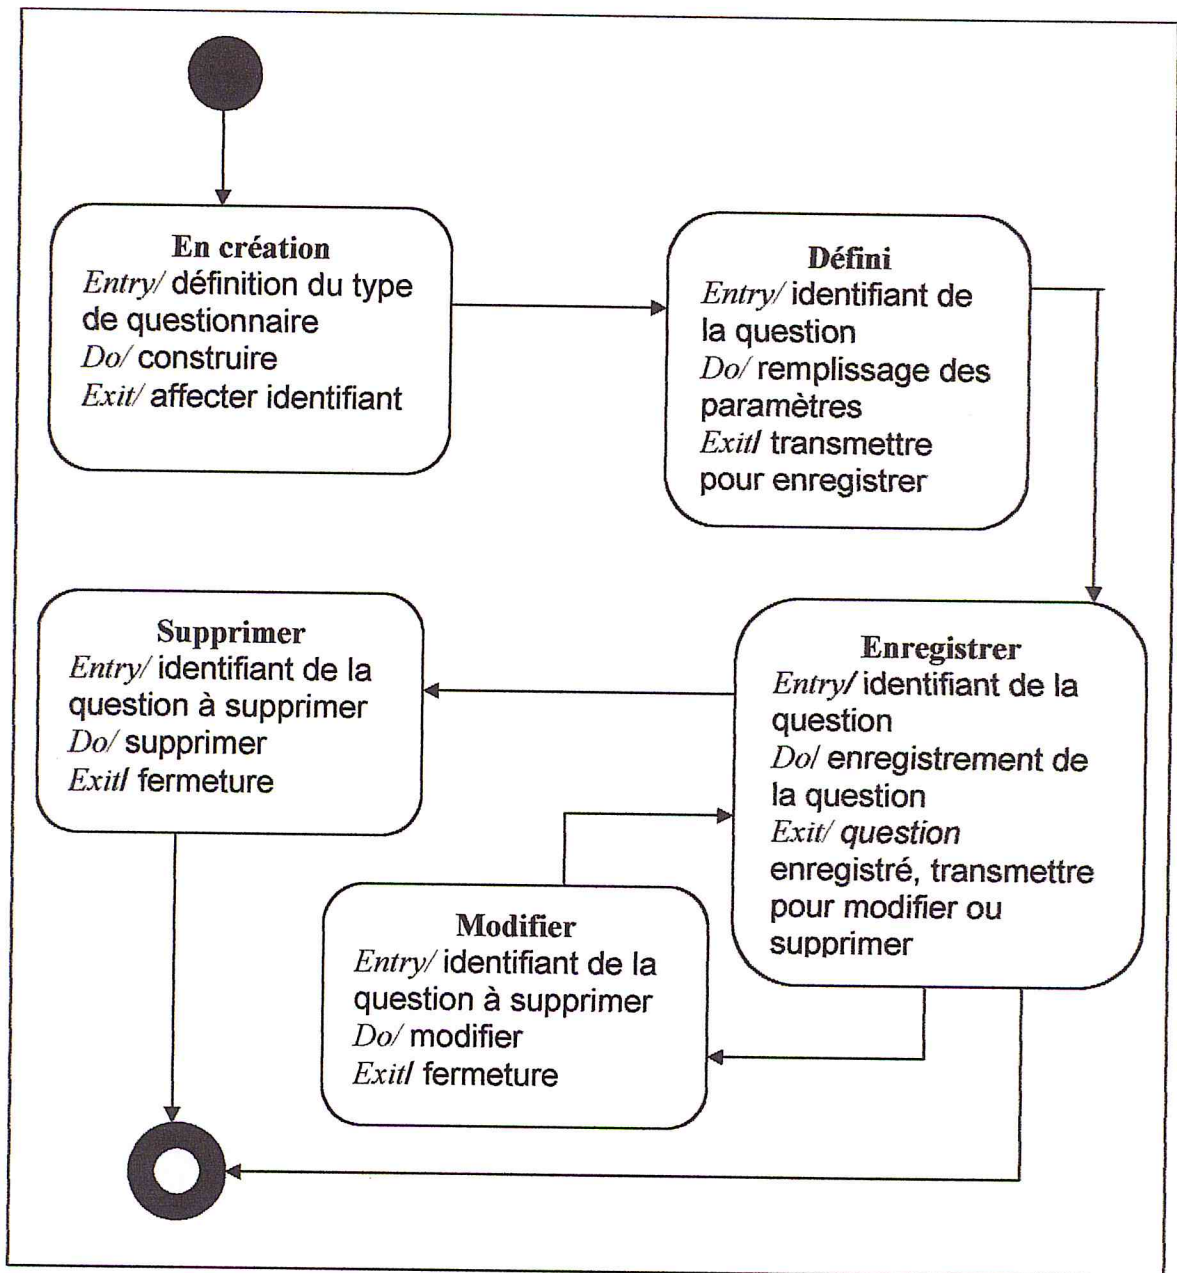 En création
Entry/ définition du type
de questionnaire
Do/ construire
Exit/ affecter identifiant
Défini
Entry/ identifiant de
la question
Do/ remplissage des
paramètres
Exit/ transmettre
pour enregistrer
Supprimer
Entry/ identifiant de la
question à supprimer
Do/ supprimer
Exit/ fermeture
Enregistrer
Entry/ identifiant de la
question
Do/ enregistrement de
la question
Exit/ question
enregistré, transmettre
pour modifier ou
supprimer
Modifier
Entry/ identifiant de la
question à supprimer
Do/ modifier
Exit/ fermeture